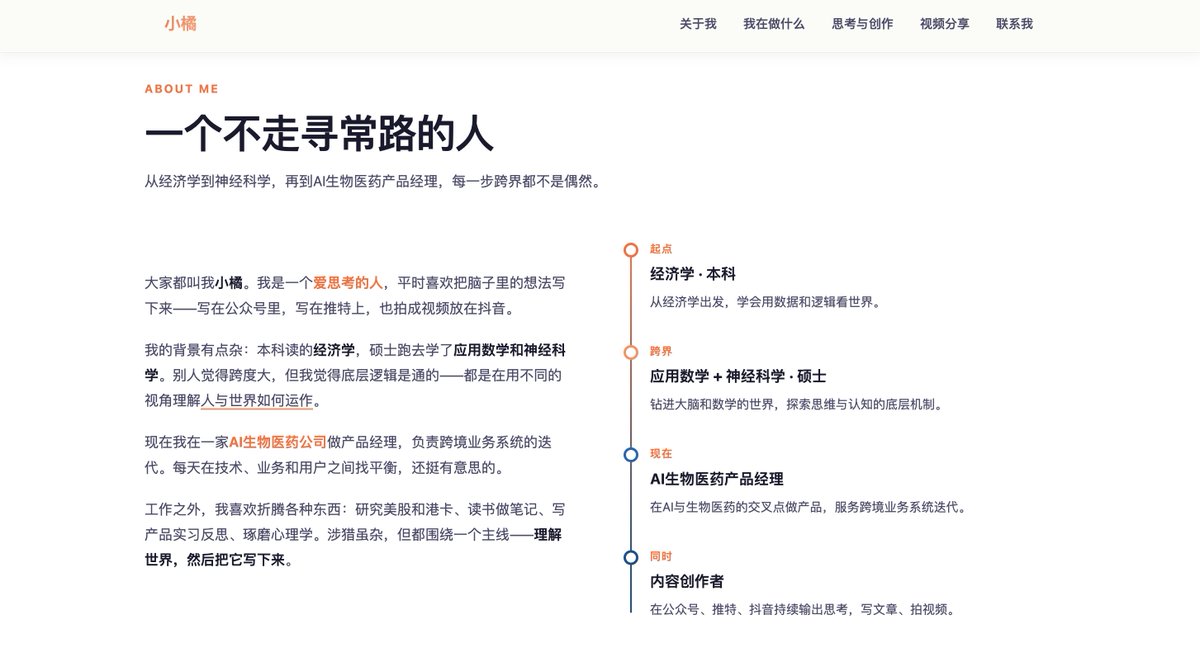 小橘
关于我 我在做什么 思考与创作 视频分享 联系我
ABOUT ME
一个不走寻常路的人
从经济学到神经科学，再到AI生物医药产品经理，每一步跨界都不是偶然。
大家都叫我小橘。我是一个爱思考的人，平时喜欢把脑子里的想法写
下来——写在公众号里，写在推特上，也拍成视频放在抖音。
我的背景有点杂：本科读的经济学，硕士跑去学了应用数学和神经科
学。别人觉得跨度大，但我觉得底层逻辑是通的——都是在用不同的
视角理解人与世界如何运作。
现在我在一家AI生物医药公司做产品经理，负责跨境业务系统的迭
代。每天在技术、业务和用户之间找平衡，还挺有意思的。
工作之外，我喜欢折腾各种东西：研究美股和港卡、读书做笔记、写
产品实习反思、琢磨心理学。涉猎虽杂，但都围绕一个主线——理解
世界，然后把它写下来。
起点
经济学 · 本科
从经济学出发，学会用数据和逻辑看世界。
跨界
应用数学 + 神经科学 · 硕士
钻进大脑和数学的世界，探索思维与认知的底层机制。
现在
AI生物医药产品经理
在AI与生物医药的交叉点做产品，服务跨境业务系统迭代。
同时
内容创作者
在公众号、推特、抖音持续输出思考，写文章、拍视频。